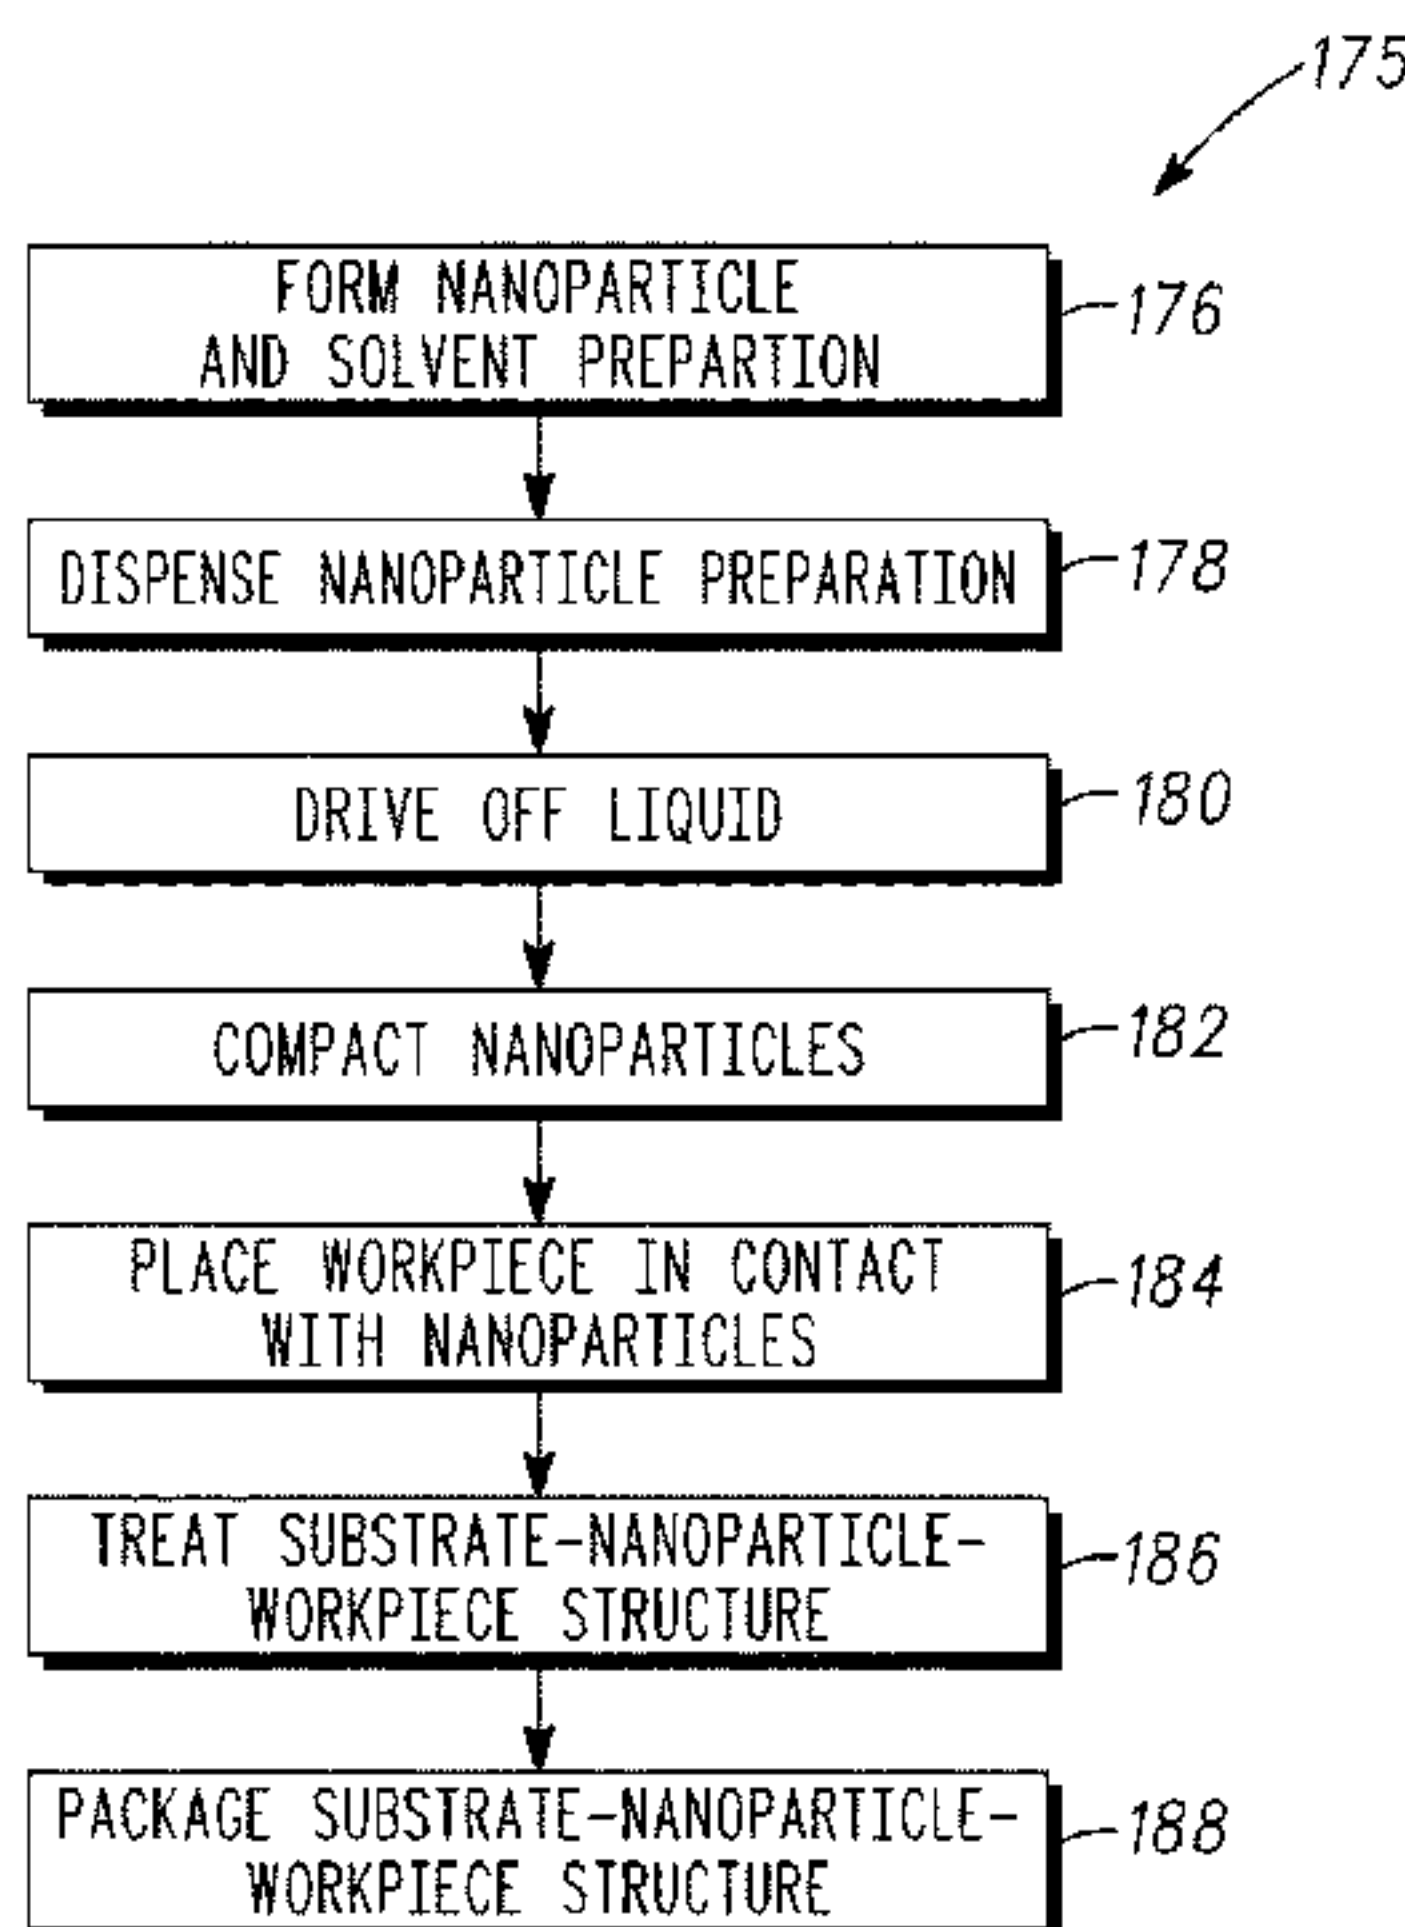 175
FORM NANOPARTICLE
AND SOLVENT PREPARTION
176
DISPENSE NANOPARTICLE PREPARATION
178
DRIVE OFF LIQUID
180
COMPACT NANOPARTICLES
182
PLACE WORKPIECE IN CONTACT
WITH NANOPARTICLES
184
TREAT SUBSTRATE-NANOPARTICLE-
WORKPIECE STRUCTURE
186
PACKAGE SUBSTRATE-NANOPARTICLE-
WORKPIECE STRUCTURE
188